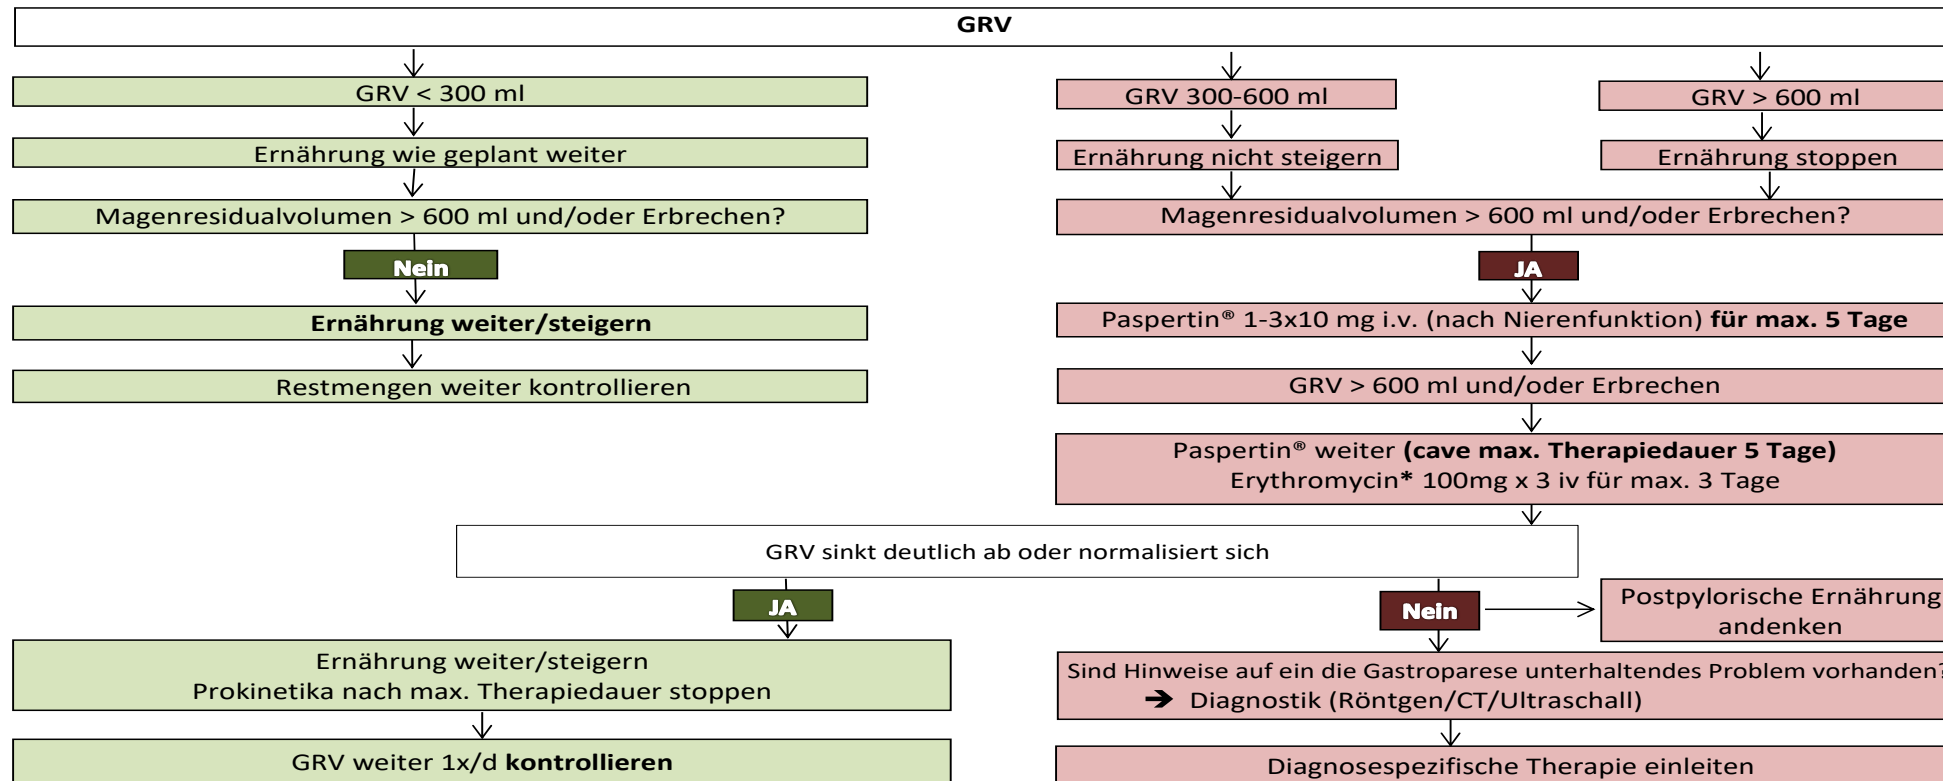 GRV
GRV < 300 ml
GRV 300-600 ml
GRV > 600 ml
Ernährung wie geplant weiter
Ernährung nicht steigern
Ernährung stoppen
Magenresidualvolumen > 600 ml und/oder Erbrechen?
Magenresidualvolumen > 600 ml und/oder Erbrechen?
Nein
JA
Ernährung weiter/steigern
Paspertin® 1-3x10 mg i.v. (nach Nierenfunktion) für max. 5 Tage
Restmengen weiter kontrollieren
GRV > 600 ml und/oder Erbrechen
Paspertin® weiter (cave max. Therapiedauer 5 Tage)
Erythromycin* 100mg x 3 iv für max. 3 Tage
GRV sinkt deutlich ab oder normalisiert sich
JA
Nein
Postpylorische Ernährung
andenken
Ernährung weiter/steigern
Prokinetika nach max. Therapiedauer stoppen
Sind Hinweise auf ein die Gastroparese unterhaltendes Problem vorhanden?
➔ Diagnostik (Röntgen/CT/Ultraschall)
GRV weiter 1x/d kontrollieren
Diagnosespezifische Therapie einleiten